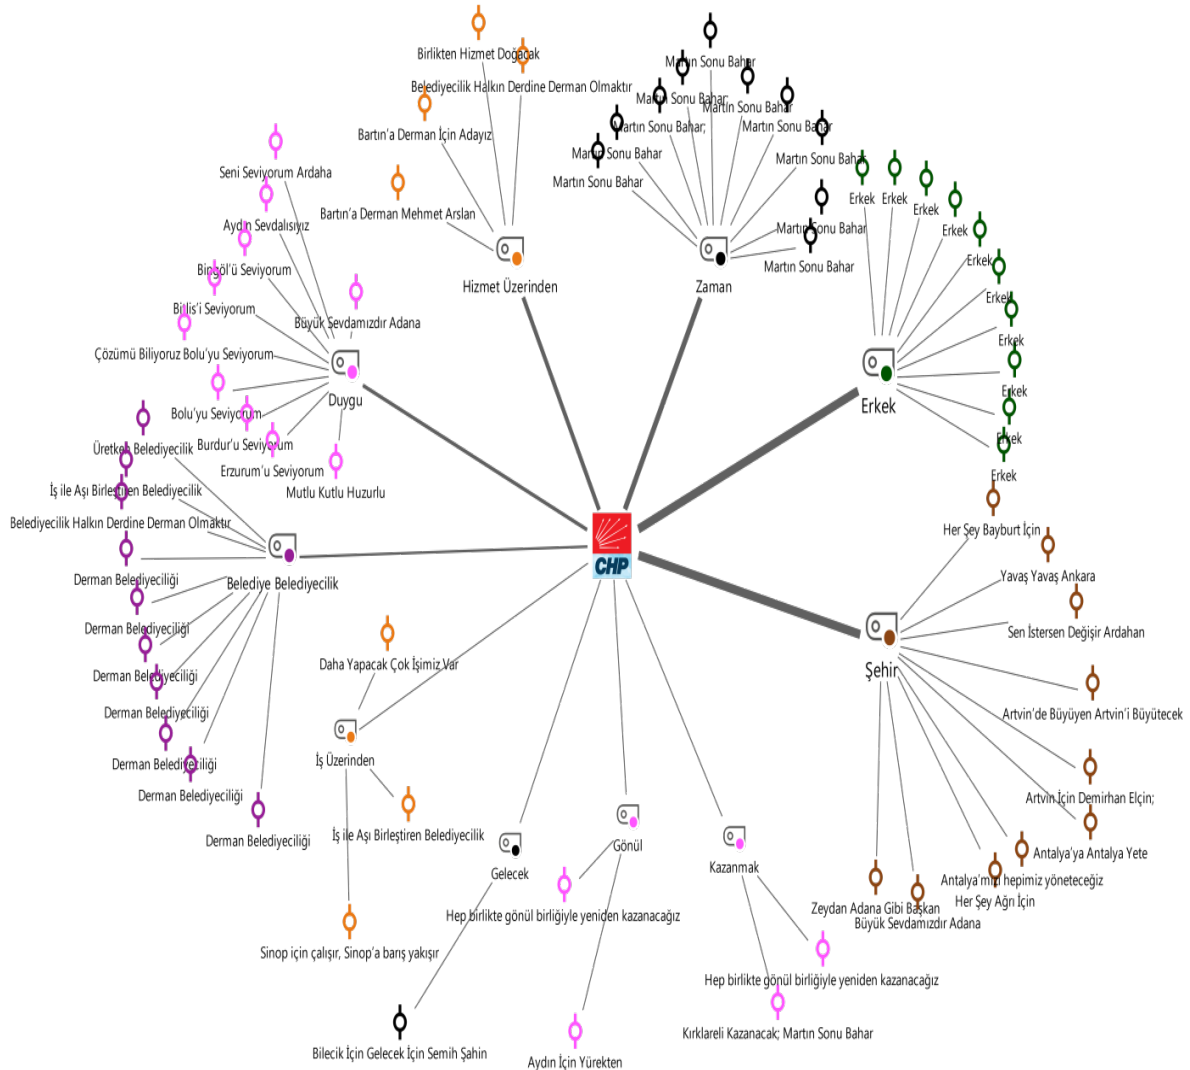 Birlikten Hizmet Doğaçak
Belediyecilik Halkın Derdine Derman Olmaktır
Bartın'a Derman İçin Adayız
Bartın'a Derman Mehmet Arslan
Hizmet Üzerinden
Martın Sonu Bahar
Martın Sonu Bahar;
Martın Sonu Bahar
Martın Sonu Bahar;
Martın Sonu Bahar
Martın Sonu Bahar
Martın Sonu Bahar
Martın Sonu Bahar
Martın Sonu Bahar
Martın Sonu Bahar
Zaman
Erkek
Erkek
Erkek
Erkek
Erkek
Erkek
Erkek
Erkek
Erkek
Erkek
Erkek
Seni Seviyorum Ardaha
Aydın Sevdalısıyız
Bingöl'ü Seviyorum
Bitlis'i Seviyorum
Büyük Sevdamızdır Adana
Çözümü Biliyoruz Bolu'yu Seviyorum
Bolu'yu Seviyorum
Burdur'u Seviyorum
Erzurum'u Seviyorum
Mutlu Kutlu Huzurlu
Duygu
Üretken Belediyecilik
İş ile Aşı Birleştiren Belediyecilik
Belediyecilik Halkın Derdine Derman Olmaktır
Derman Belediyeciliği
Derman Belediyeciliği
Derman Belediyeciliği
Derman Belediyeciliği
Derman Belediyeciliği
Derman Belediyeciliği
Derman Belediyeciliği
Belediye Belediyecilik
CHP
Her Şey Bayburt İçin
Yavaş Yavaş Ankara
Sen İstersen Değişir Ardahan
Şehir
Artvin'de Büyüyen Artvin'i Büyütecek
Artvin İçin Demirhan Elçin;
Antalya'ya Antalya Yete
Antalya'mızı hepimiz yöneteceğiz
Her Şey Ağrı İçin
Zeydan Adana Gibi Başkan
Büyük Sevdamızdır Adana
Daha Yapacak Çok İşimiz Var
İş Üzerinden
İş ile Aşı Birleştiren Belediyecilik
Sinop için çalışır, Sinop'a barış yakışır
Gelecek
Bilecik İçin Gelecek İçin Semih Şahin
Gönül
Hep birlikte gönül birliğiyle yeniden kazanacağız
Aydın İçin Yürekten
Kazanmak
Hep birlikte gönül birliğiyle yeniden kazanacağız
Kırklareli Kazanacak; Martın Sonu Bahar